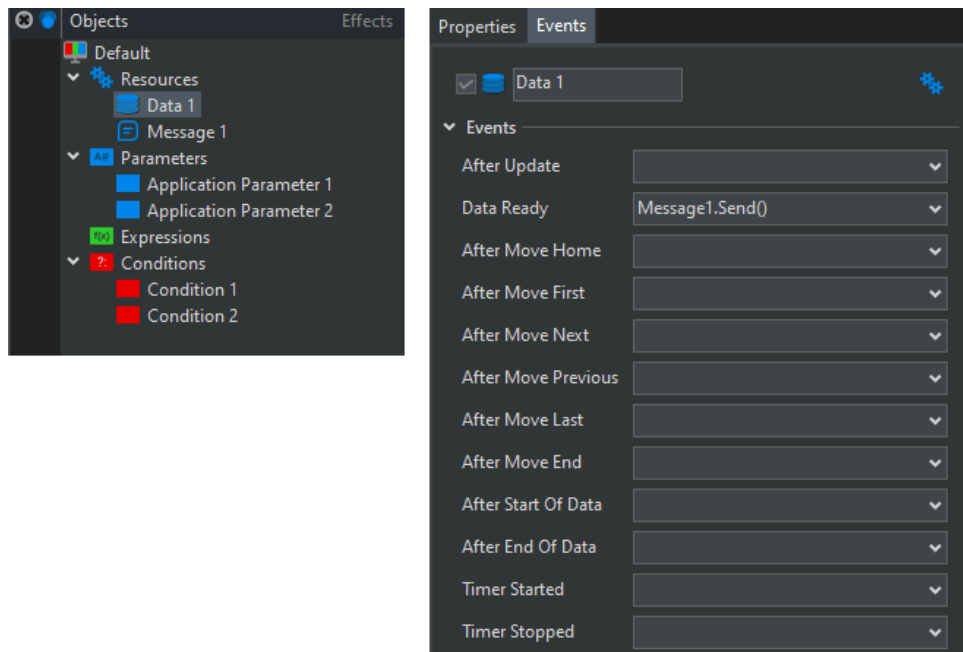 Objects Effects
Default
Resources
Data 1
Message 1
A#
Parameters
Application Parameter 1
Application Parameter 2
f(x)
Expressions
?:
Conditions
Condition 1
Condition 2
Properties Events
Data 1
Events
After Update
Data Ready Message1.Send()
After Move Home
After Move First
After Move Next
After Move Previous
After Move Last
After Move End
After Start Of Data
After End Of Data
Timer Started
Timer Stopped